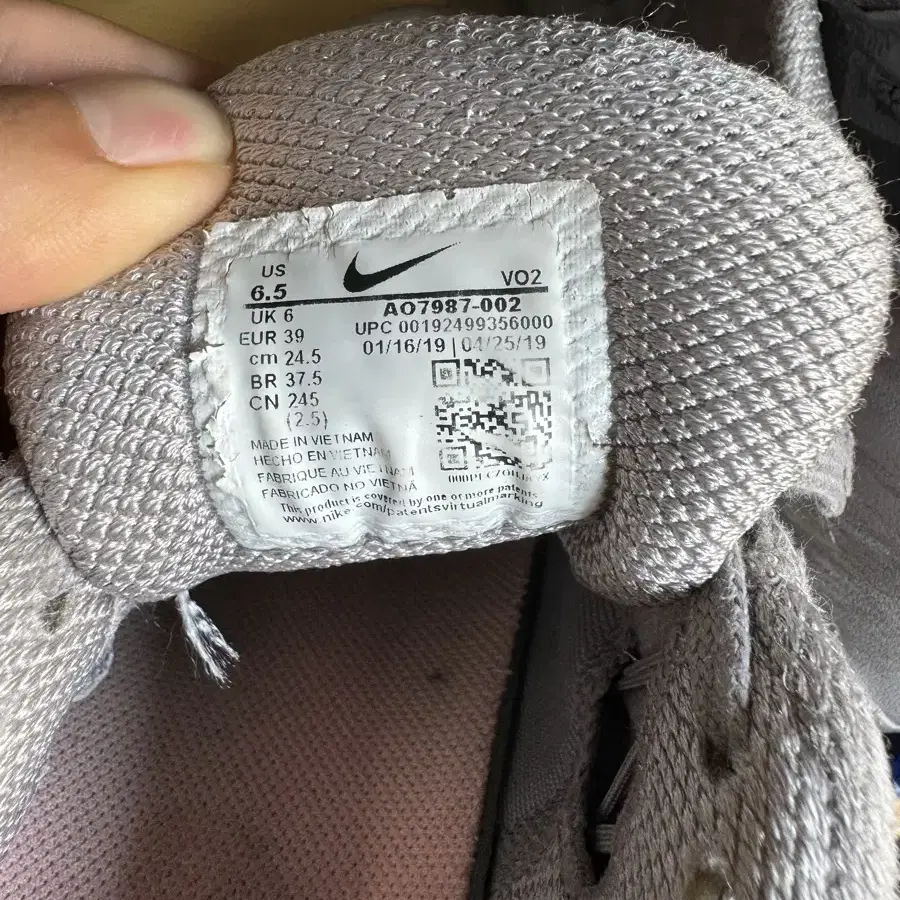 US
6.5
VO2
UK 6
AO7987-002
EUR 39
UPC 00192499356000
cm 24.5
01/16/19 | 04/25/19
BR 37.5
CN 245
(2.5)
MADE IN VIETNAM
HECHO EN VIETNAM
FABRIQUE AU VIETNAM
FABRICADO NO VIETNÃ
This product is covered by one or more patents
www.nike.com/patentsvirtualmarking